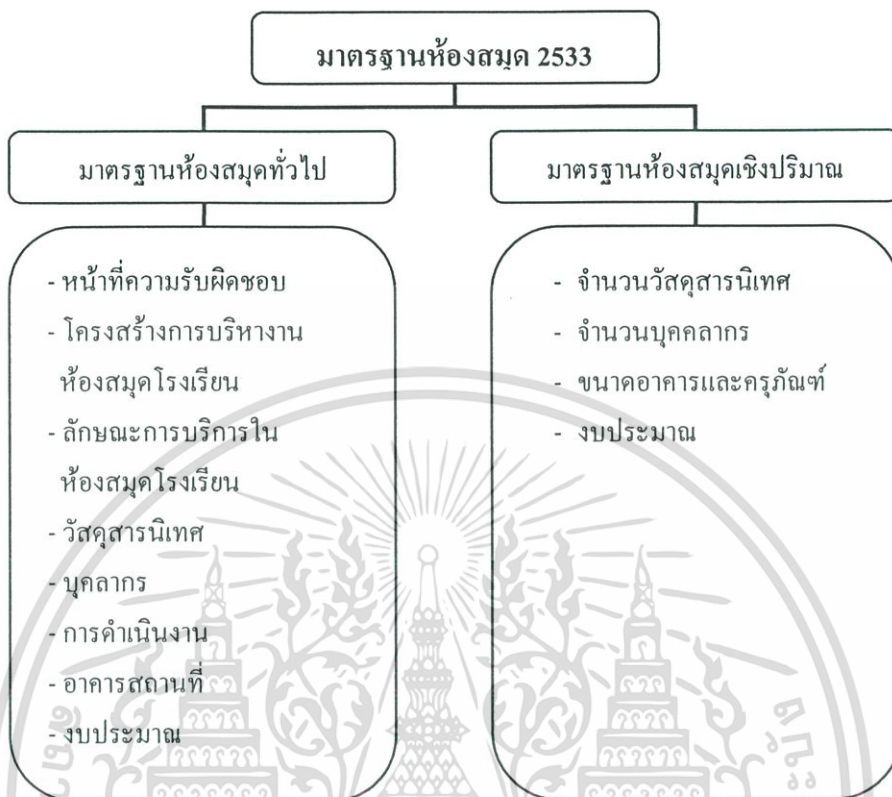 มาตรฐานห้องสมุด 2533
มาตรฐานห้องสมุดทั่วไป
- หน้าที่ความรับผิดชอบ
- โครงสร้างการบริหางาน
ห้องสมุดโรงเรียน
- ลักษณะการบริการใน
ห้องสมุดโรงเรียน
- วัสดุสารนิเทศ
- บุคลากร
- การดำเนินงาน
- อาคารสถานที่
- งบประมาณ
มาตรฐานห้องสมุดเชิงปริมาณ
- จำนวนวัสดุสารนิเทศ
- จำนวนบุคคลากร
- ขนาดอาคารและครุภัณฑ์
- งบประมาณ